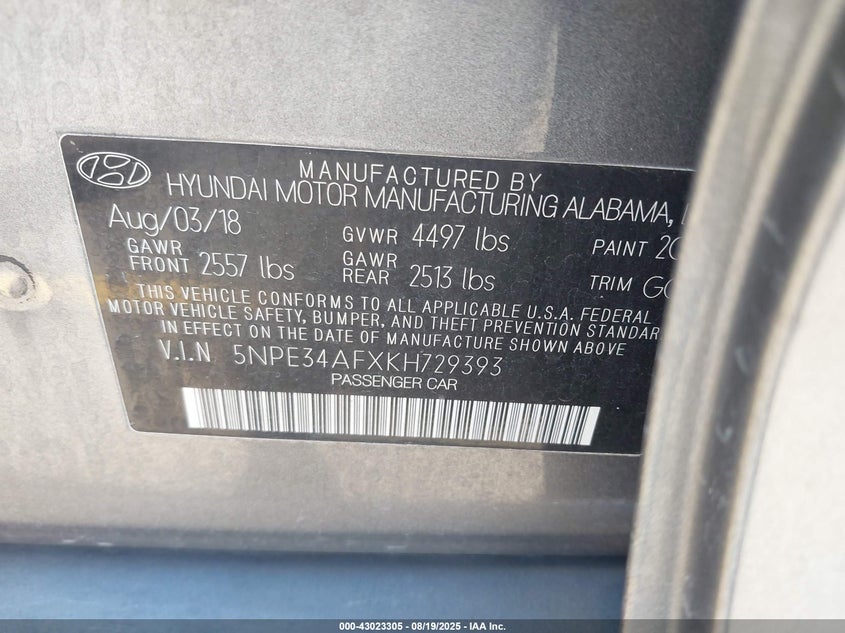 MANUFACTURED BY
HYUNDAI MOTOR MANUFACTURING ALABAMA,
Aug/03/18 GVWR 4497 lbs PAINT
GAWR FRONT 2557 lbs GAWR REAR 2513 lbs TRIM
THIS VEHICLE CONFORMS TO ALL APPLICABLE U.S.A. FEDERAL
MOTOR VEHICLE SAFETY, BUMPER, AND THEFT PREVENTION STANDAR
IN EFFECT ON THE DATE OF MANUFACTURE SHOWN ABOVE
V.I.N 5NPE34AFXKH729393
PASSENGER CAR
000-43023305 - 08/19/2025 - IAA Inc.